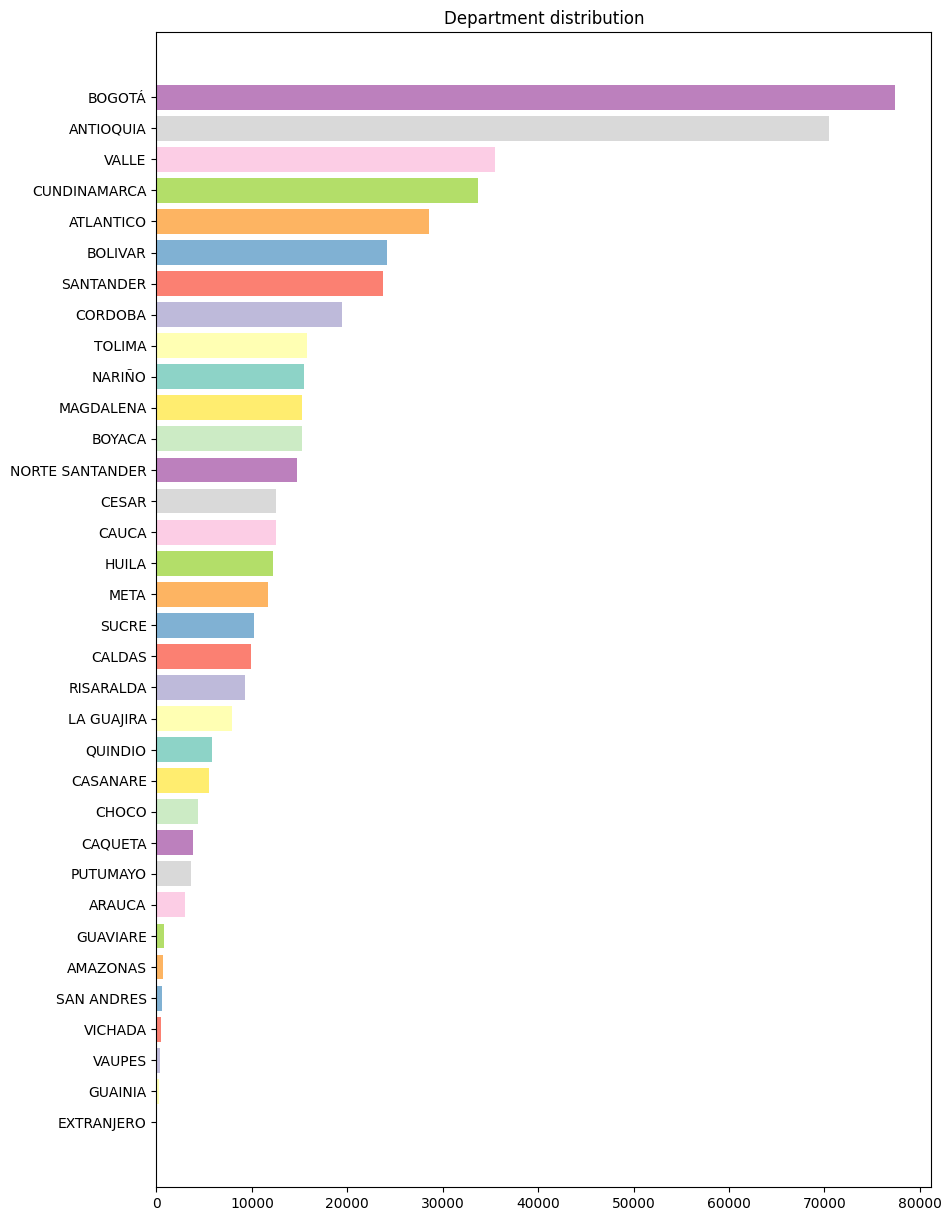 Department distribution
BOGOTÁ
ANTIOQUIA
VALLE
CUNDINAMARCA
ATLANTICO
BOLIVAR
SANTANDER
CORDOBA
TOLIMA
NARIÑO
MAGDALENA
BOYACA
NORTE SANTANDER
CESAR
CAUCA
HUILA
META
SUCRE
CALDAS
RISARALDA
LA GUAJIRA
QUINDIO
CASANARE
CHOCO
CAQUETA
PUTUMAYO
ARAUCA
GUAVIARE
AMAZONAS
SAN ANDRES
VICHADA
VAUPES
GUAINIA
EXTRANJERO
0 10000 20000 30000 40000 50000 60000 70000 80000